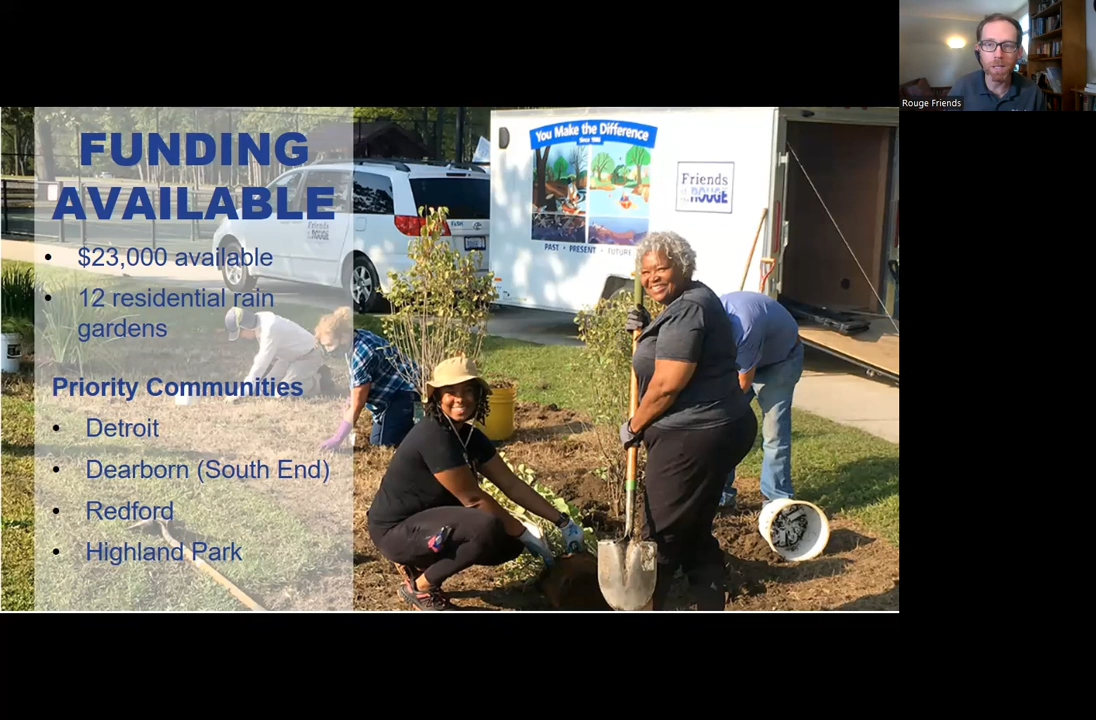 FUNDING
AVAILABLE
• $23,000 available
• 12 residential rain
gardens
Priority Communities
• Detroit
• Dearborn (South End)
• Redford
• Highland Park
You Make the Difference
Since 1986
PAST • PRESENT • FUTURE
Friends
of the
ROUGE
Friends
ROUGE
Rouge Friends